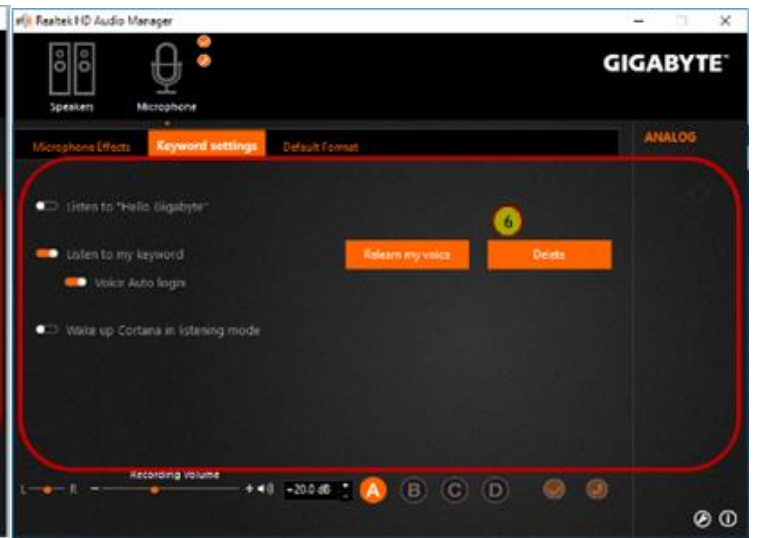 Realtek HD Audio Manager
GIGABYTE™
Speakers
Microphone
Microphone Effects
Keyword settings
Default Format
ANALOG
Listen to "Hello Gigabyte"
6
Listen to my keyword
Relearn my voice
Delete
Voice Auto login
Wake up Cortana in listening mode
Recording Volume
L R - + -20.0 dB A B C D